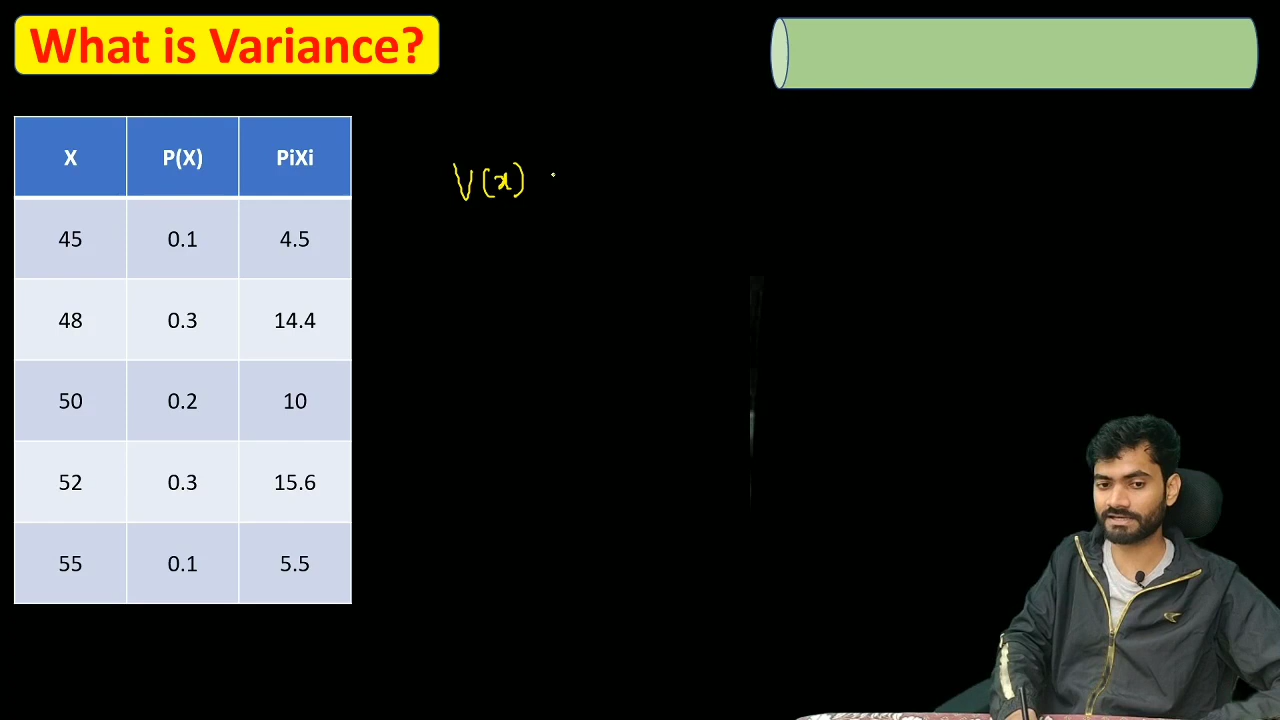 What is Variance?
X P(X) PiXi
45 0.1 4.5
48 0.3 14.4
50 0.2 10
52 0.3 15.6
55 0.1 5.5
V(x)